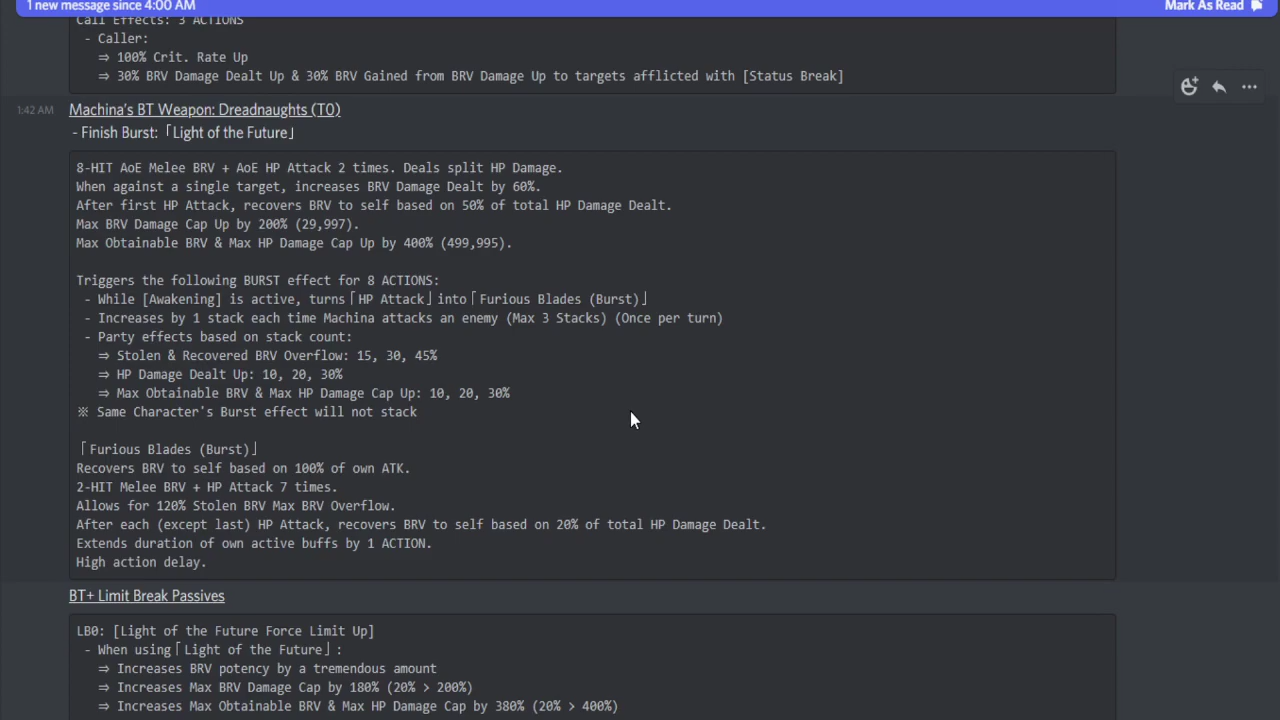 1 new message since 4:00 AM
Mark As Read
Call Effects: 3 ACTIONS
- Caller:
⇒ 100% Crit. Rate Up
⇒ 30% BRV Damage Dealt Up & 30% BRV Gained from BRV Damage Up to targets afflicted with [Status Break]
1:42 AM
Machina's BT Weapon: Dreadnaughts (T0)
- Finish Burst:「Light of the Future」
8-HIT AoE Melee BRV + AoE HP Attack 2 times. Deals split HP Damage.
When against a single target, increases BRV Damage Dealt by 60%.
After first HP Attack, recovers BRV to self based on 50% of total HP Damage Dealt.
Max BRV Damage Cap Up by 200% (29,997).
Max Obtainable BRV & Max HP Damage Cap Up by 400% (499,995).
Triggers the following BURST effect for 8 ACTIONS:
- While [Awakening] is active, turns「HP Attack」into「Furious Blades (Burst)」
- Increases by 1 stack each time Machina attacks an enemy (Max 3 Stacks) (Once per turn)
- Party effects based on stack count:
⇒ Stolen & Recovered BRV Overflow: 15, 30, 45%
⇒ HP Damage Dealt Up: 10, 20, 30%
⇒ Max Obtainable BRV & Max HP Damage Cap Up: 10, 20, 30%
※ Same Character's Burst effect will not stack
「Furious Blades (Burst)」
Recovers BRV to self based on 100% of own ATK.
2-HIT Melee BRV + HP Attack 7 times.
Allows for 120% Stolen BRV Max BRV Overflow.
After each (except last) HP Attack, recovers BRV to self based on 20% of total HP Damage Dealt.
Extends duration of own active buffs by 1 ACTION.
High action delay.
BT+ Limit Break Passives
LB0: [Light of the Future Force Limit Up]
- When using「Light of the Future」:
⇒ Increases BRV potency by a tremendous amount
⇒ Increases Max BRV Damage Cap by 180% (20% > 200%)
⇒ Increases Max Obtainable BRV & Max HP Damage Cap by 380% (20% > 400%)